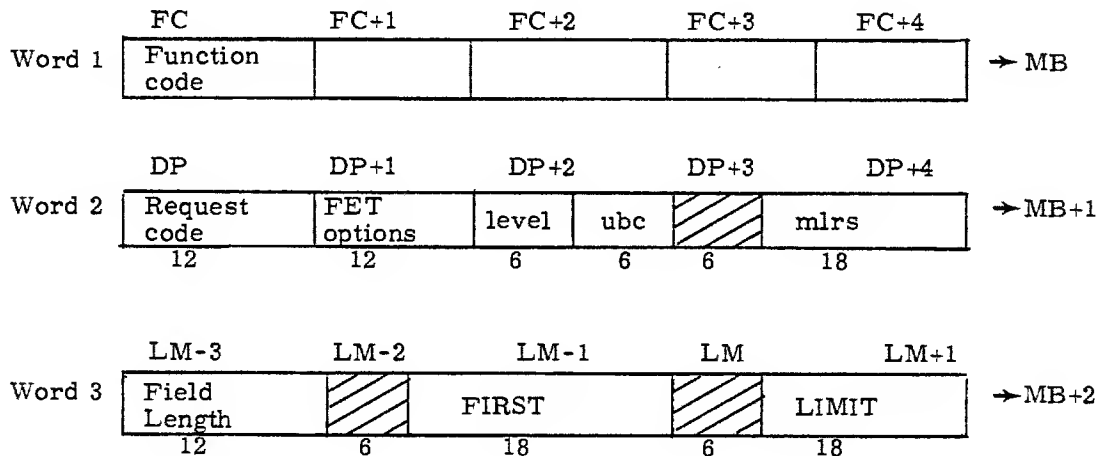 FC FC+1 FC+2 FC+3 FC+4
Word 1 Function code → MB
DP DP+1 DP+2 DP+3 DP+4
Word 2 Request code FET options level ubc mlrs → MB+1
12 12 6 6 6 18
LM-3 LM-2 LM-1 LM LM+1
Word 3 Field Length FIRST LIMIT → MB+2
12 6 18 6 18